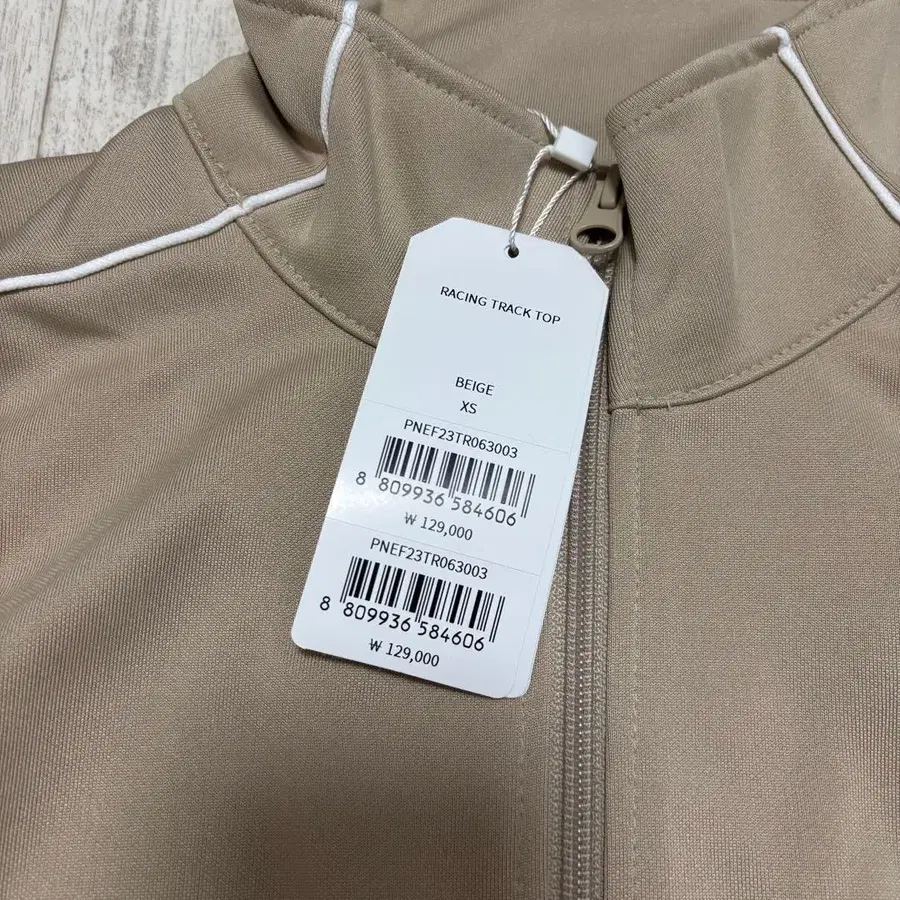 RACING TRACK TOP
BEIGE
XS
PNEF23TR063003
8 809936 584606
₩ 129,000
PNEF23TR063003
8 809936 584606
₩ 129,000